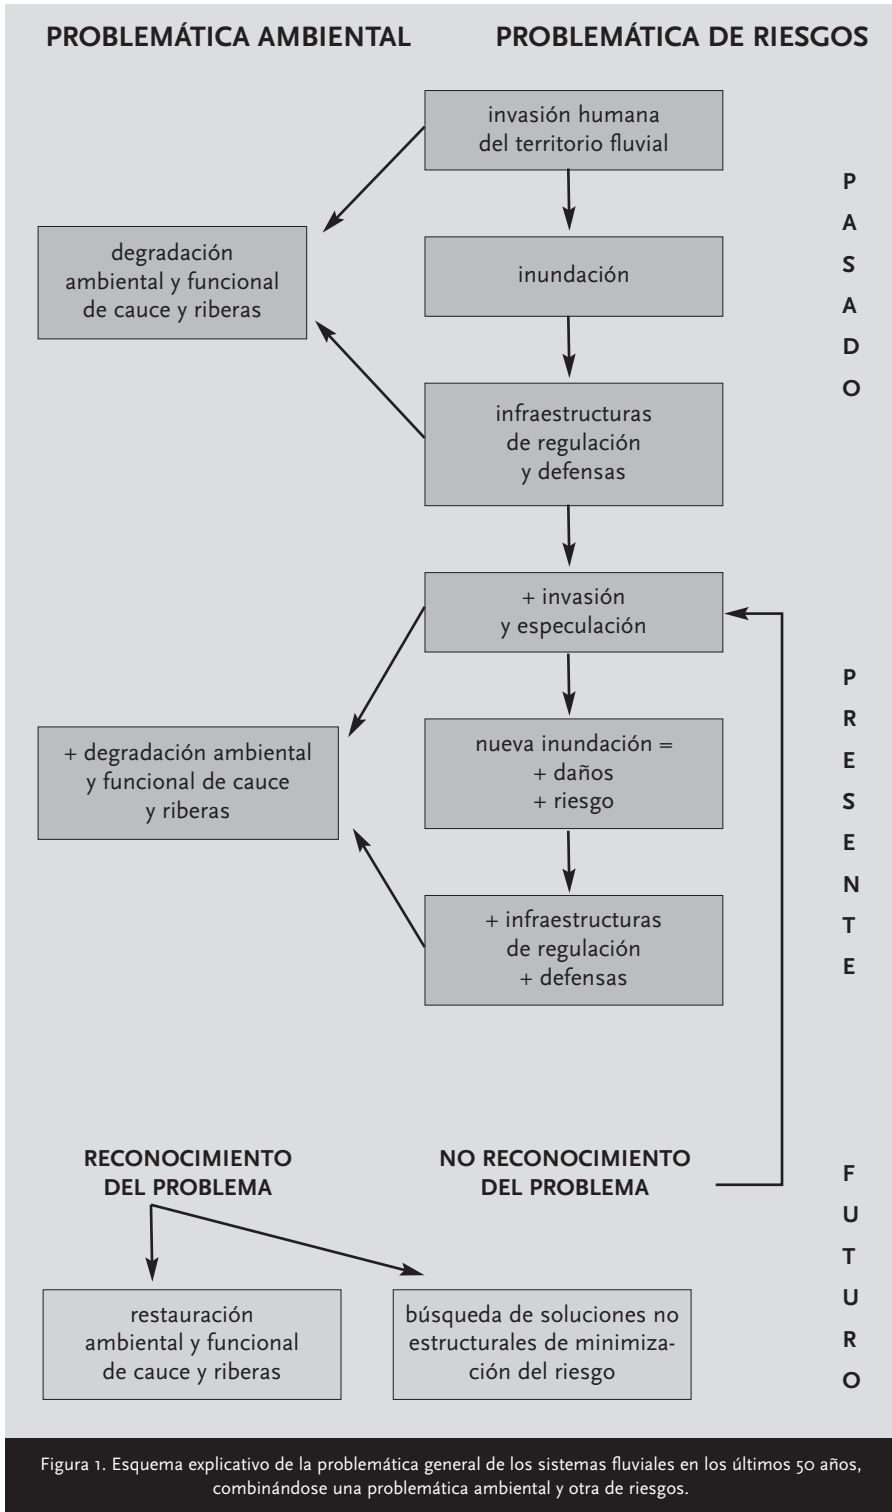 PROBLEMÁTICA AMBIENTAL
PROBLEMÁTICA DE RIESGOS
invasión humana
del territorio fluvial
P
A
S
A
D
O
degradación
ambiental y funcional
de cauce y riberas
inundación
infraestructuras
de regulación
y defensas
+ invasión
y especulación
P
R
E
S
E
N
T
E
+ degradación ambiental
y funcional de cauce
y riberas
nueva inundación =
+ daños
+ riesgo
+ infraestructuras
de regulación
+ defensas
RECONOCIMIENTO
DEL PROBLEMA
NO RECONOCIMIENTO
DEL PROBLEMA
F
U
T
U
R
O
restauración
ambiental y funcional
de cauce y riberas
búsqueda de soluciones no
estructurales de minimiza-
ción del riesgo
Figura 1. Esquema explicativo de la problemática general de los sistemas fluviales en los últimos 50 años,
combinándose una problemática ambiental y otra de riesgos.